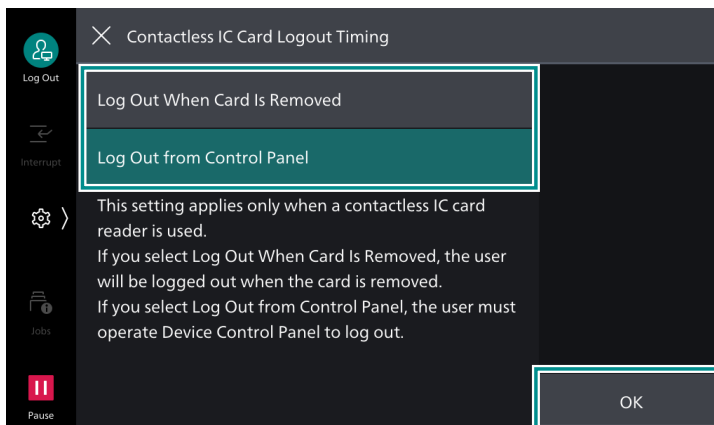 Contactless IC Card Logout Timing
Log Out
Log Out When Card Is Removed
Interrupt
Log Out from Control Panel
This setting applies only when a contactless IC card
reader is used.
If you select Log Out When Card Is Removed, the user
will be logged out when the card is removed.
If you select Log Out from Control Panel, the user must
operate Device Control Panel to log out.
Jobs
Pause
OK